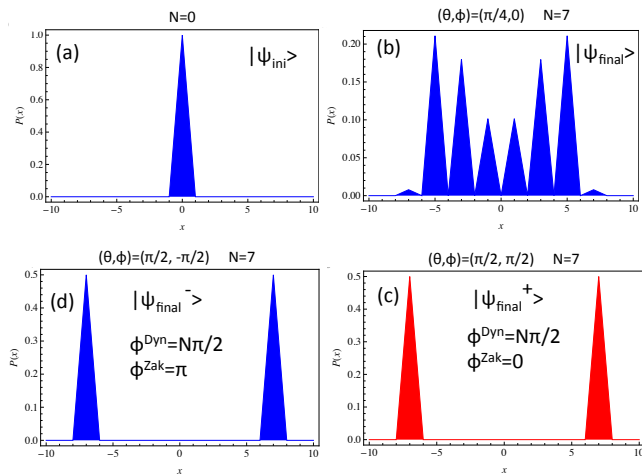 N=0
(a)
|ψini>
P(x)
1.0
0.8
0.6
0.4
0.2
0.0
−10 −5 0 5 10
x
(θ,ϕ)=(π/4,0) N=7
(b)
|ψfinal>
P(x)
0.20
0.15
0.10
0.05
0.00
−10 −5 0 5 10
x
(θ,ϕ)=(π/2, -π/2) N=7
(d)
|ψfinal⁻>
ϕDyn=Nπ/2
ϕZak=π
P(x)
0.5
0.4
0.3
0.2
0.1
0.0
−10 −5 0 5 10
x
(θ,ϕ)=(π/2, π/2) N=7
(c)
|ψfinal⁺>
ϕDyn=Nπ/2
ϕZak=0
P(x)
0.5
0.4
0.3
0.2
0.1
0.0
−10 −5 0 5 10
x